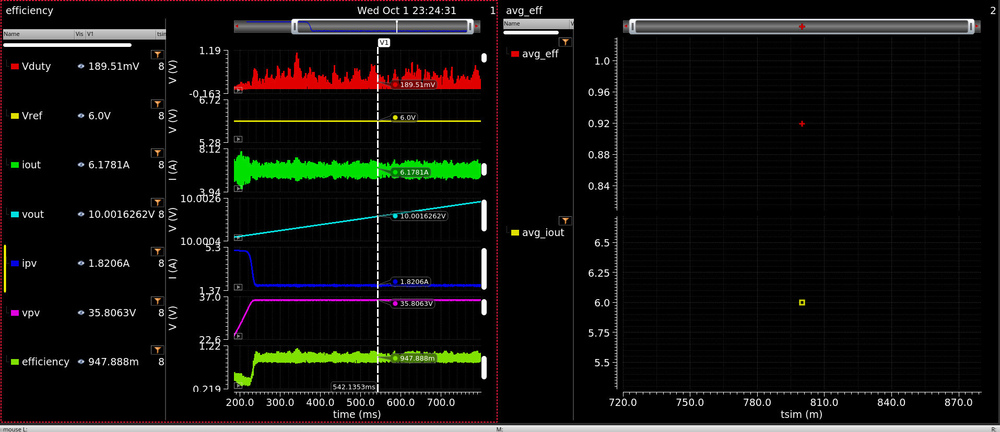 efficiency
Wed Oct 1 23:24:31
1
Name
Vis
V1
tsin
V1
Vduty
189.51mV
8
V (V)
1.19
-0.163
189.51mV
Vref
6.0V
8
V (V)
6.72
5.28
6.0V
iout
6.1781A
8
I (A)
8.12
3.94
6.1781A
vout
10.0016262V
8
V (V)
10.0026
10.0004
10.0016262V
ipv
1.8206A
8
I (A)
5.3
1.37
1.8206A
vpv
35.8063V
8
V (V)
37.0
22.6
35.8063V
efficiency
947.888m
8
1.22
0.219
947.888m
542.1353ms
200.0 300.0 400.0 500.0 600.0 700.0
time (ms)
avg_eff
2
Name
V
avg_eff
1.0
0.96
0.92
0.88
0.84
avg_iout
6.5
6.25
6.0
5.75
5.5
720.0 750.0 780.0 810.0 840.0 870.0
tsim (m)
mouse L:
M:
R: